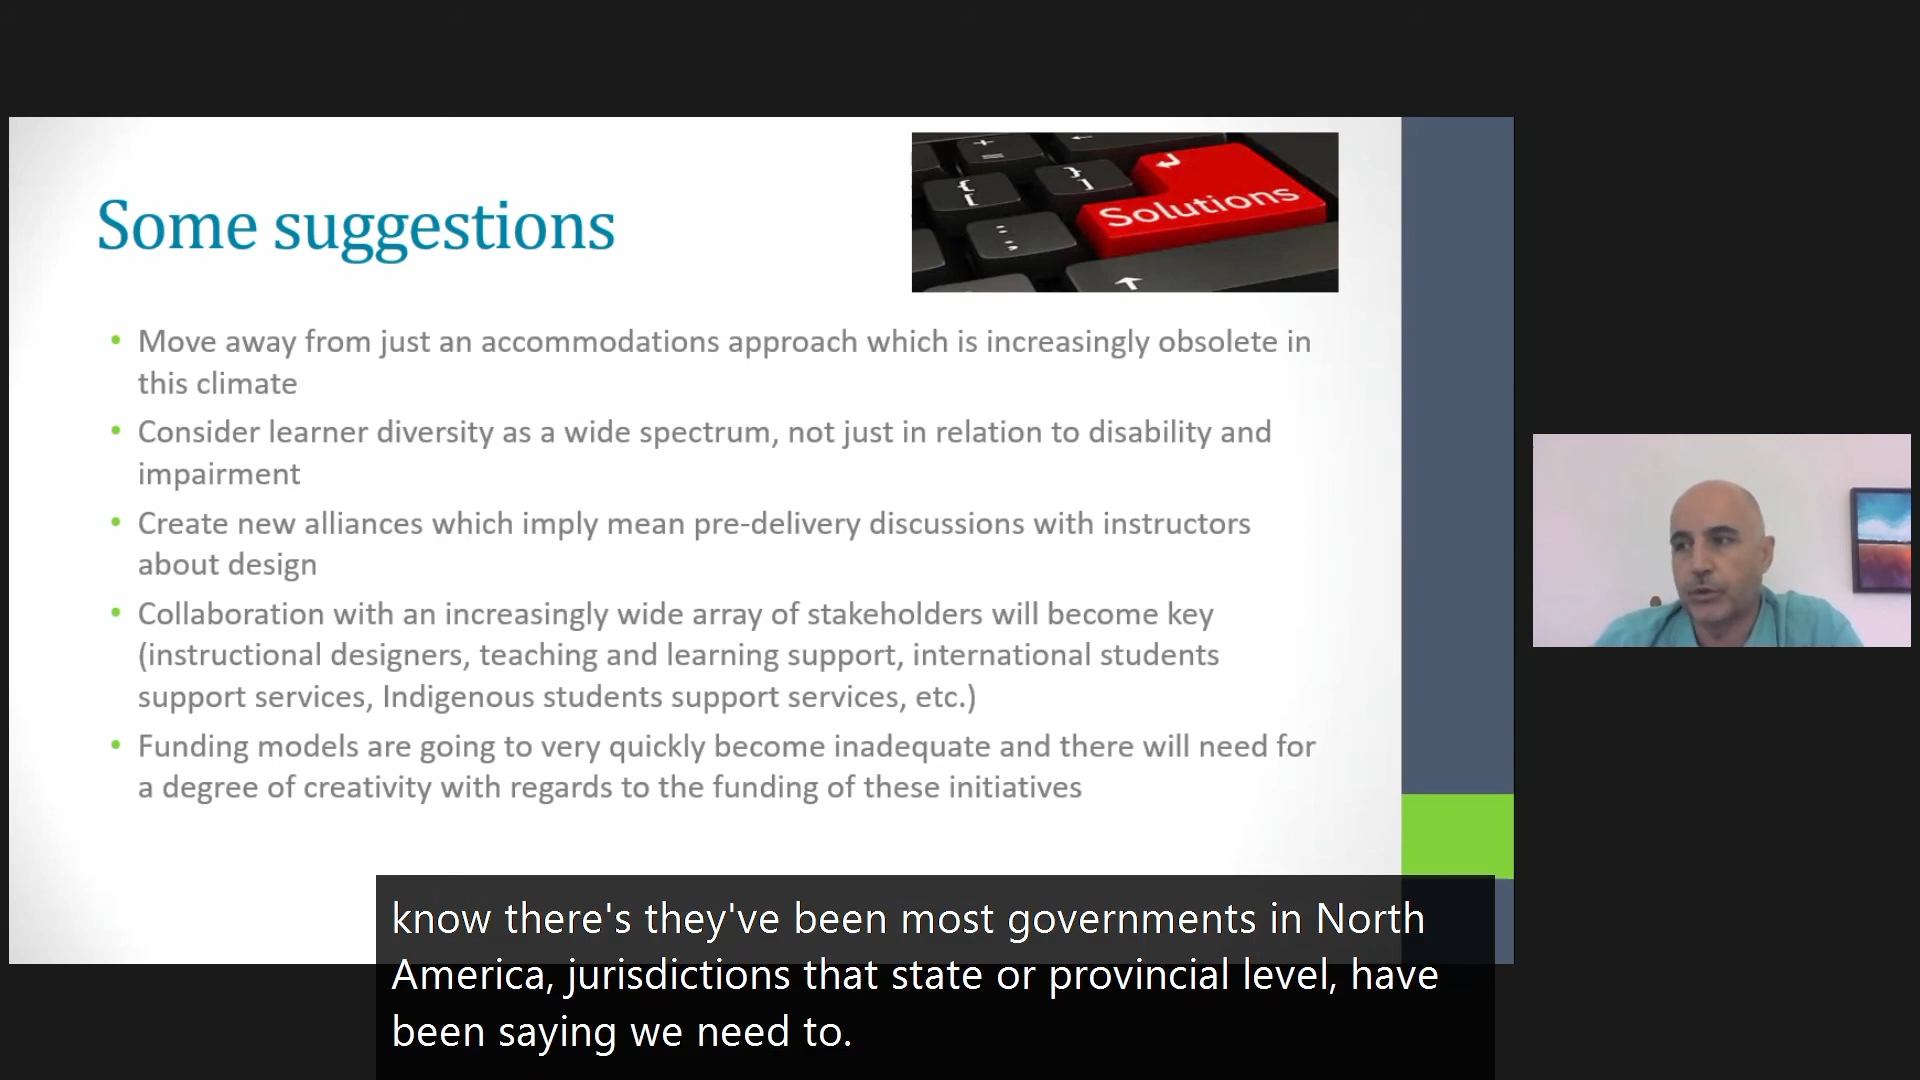 Solutions
Some suggestions
• Move away from just an accommodations approach which is increasingly obsolete in
this climate
• Consider learner diversity as a wide spectrum, not just in relation to disability and
impairment
• Create new alliances which imply mean pre-delivery discussions with instructors
about design
• Collaboration with an increasingly wide array of stakeholders will become key
(instructional designers, teaching and learning support, international students
support services, Indigenous students support services, etc.)
• Funding models are going to very quickly become inadequate and there will need for
a degree of creativity with regards to the funding of these initiatives
know there's they've been most governments in North
America, jurisdictions that state or provincial level, have
been saying we need to.